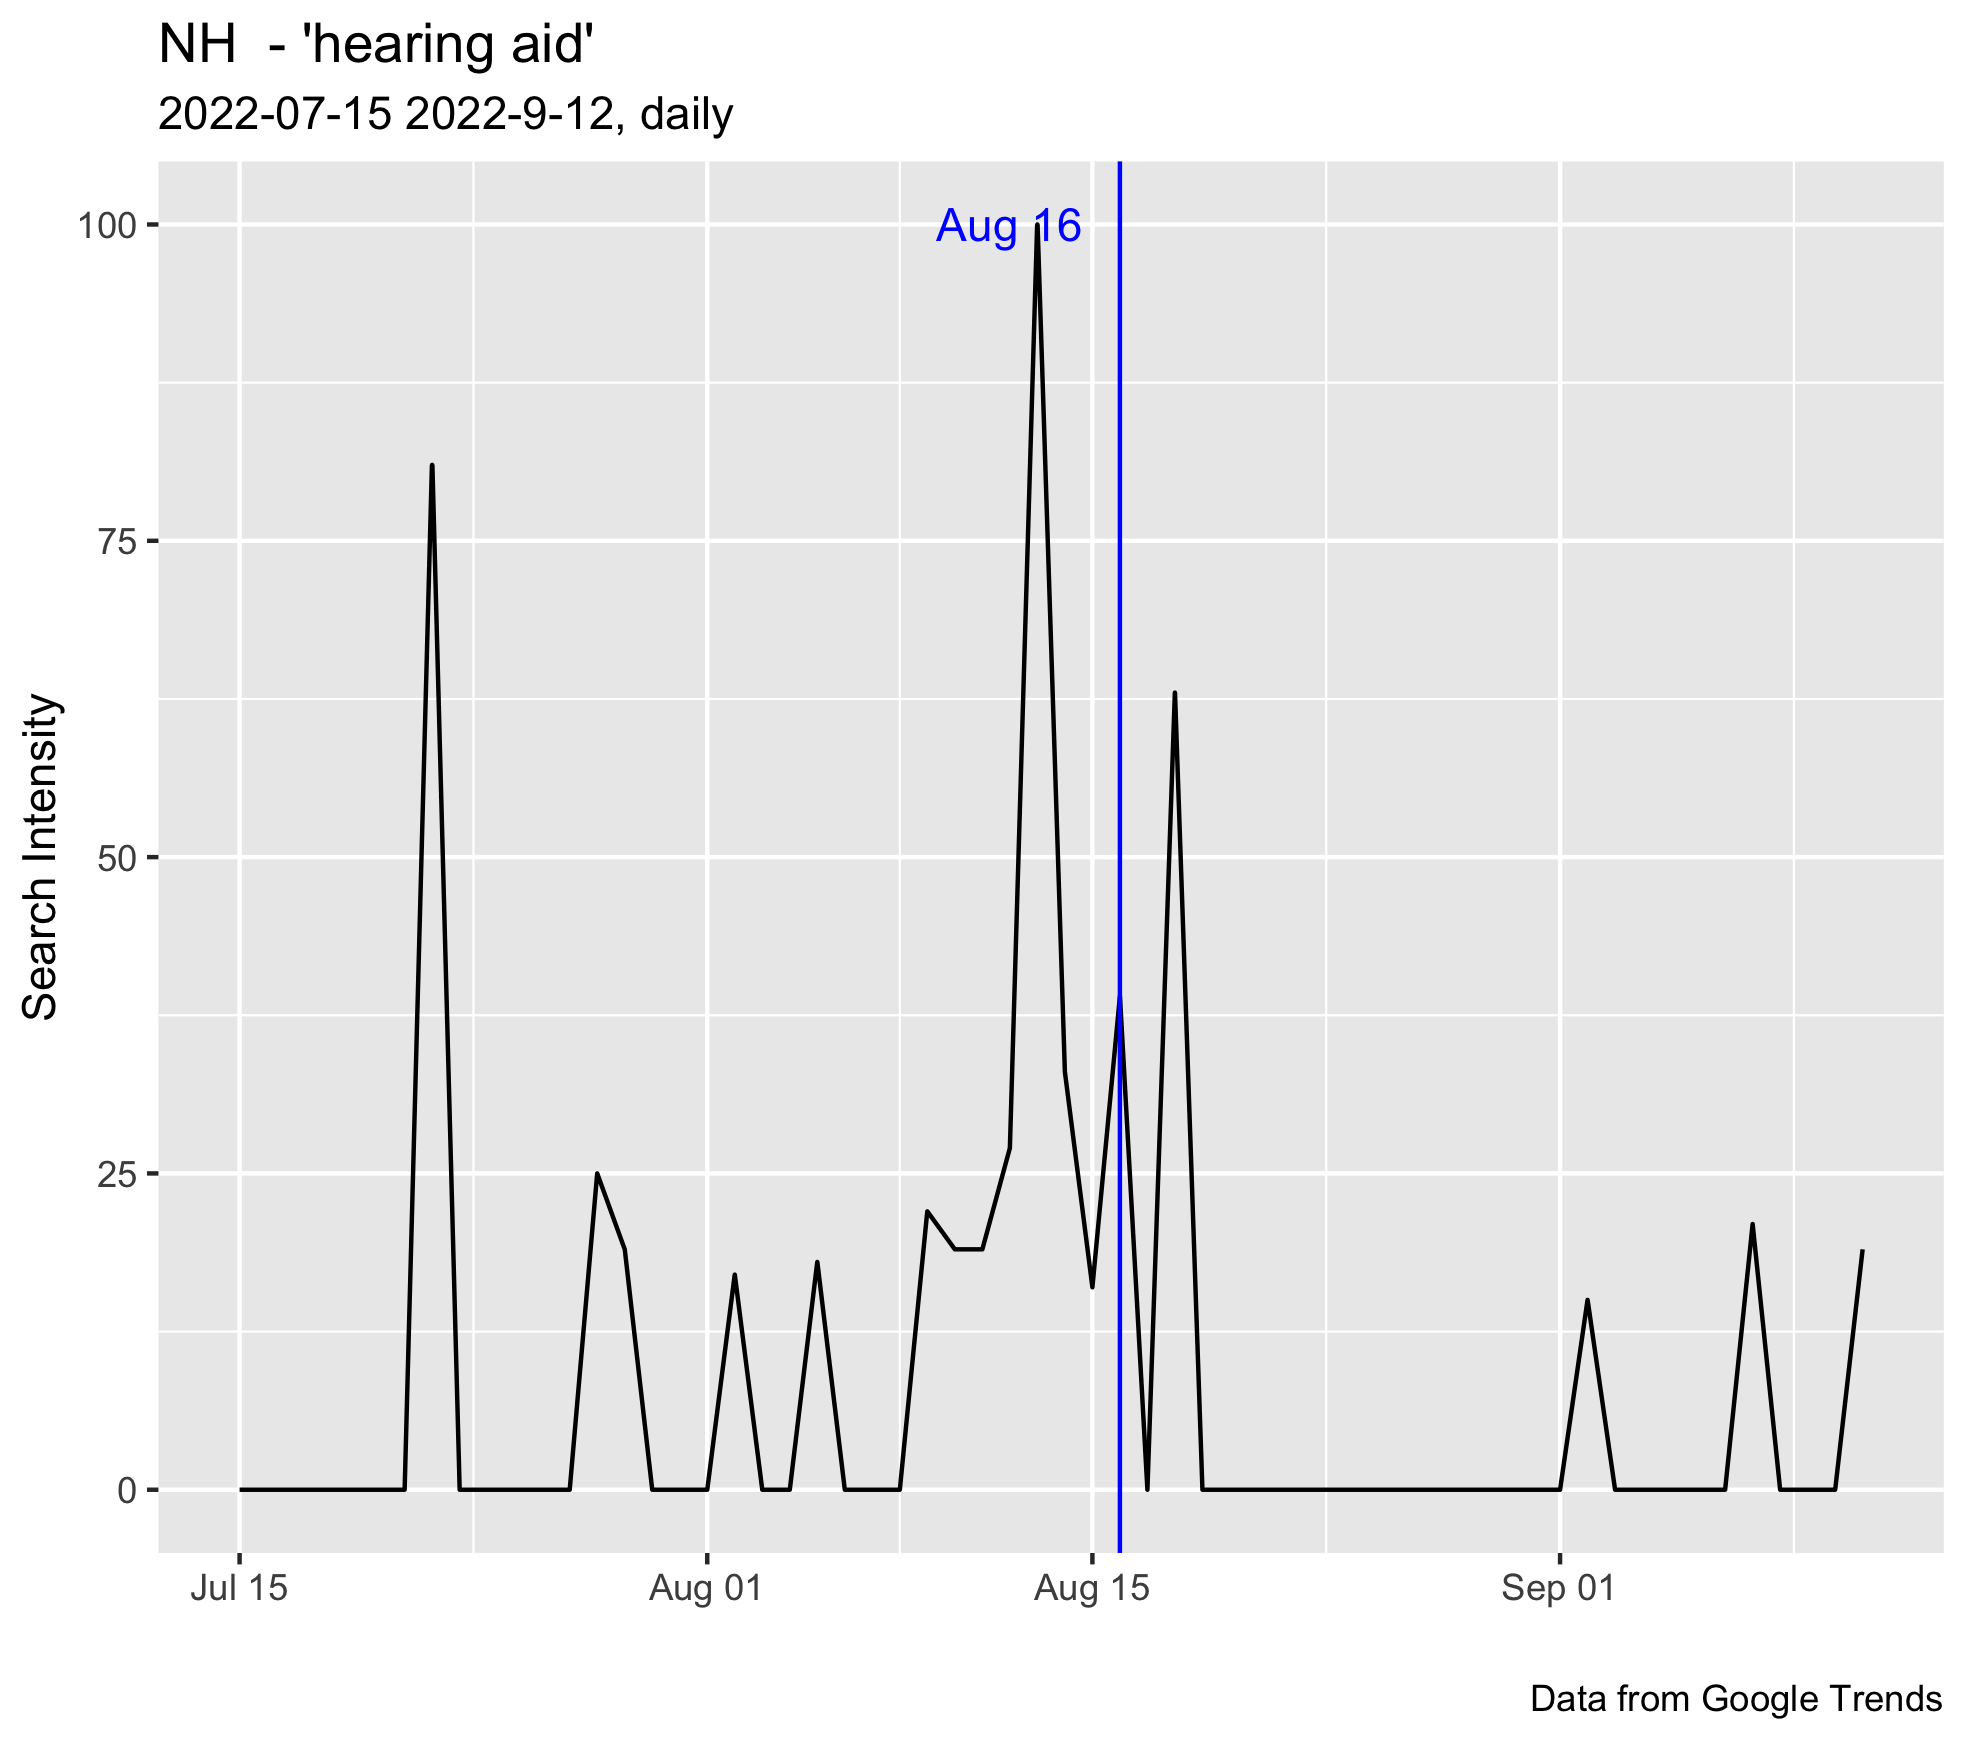 NH  - 'hearing aid'
2022-07-15 2022-9-12, daily
Aug 16
100
75
50
25
0
Search Intensity
Jul 15
Aug 01
Aug 15
Sep 01
Data from Google Trends